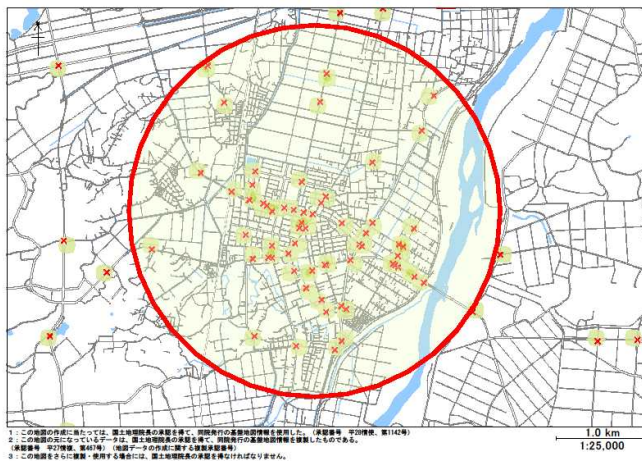 1：この地図の作成に当たっては、国土地理院長の承認を得て、同院発行の基盤地図情報を使用した。（承認番号　平28情使、第1142号）
2：この地図の元になっているデータは、国土地理院長の承認を得て、同院発行の基盤地図情報を複製したものである。
（承認番号　平27情複、第467号）（地図データの作成に関する複製承認番号）
3：この地図をさらに複製・使用する場合には、国土地理院長の承認を得なければなりません。
1.0 km
1:25,000